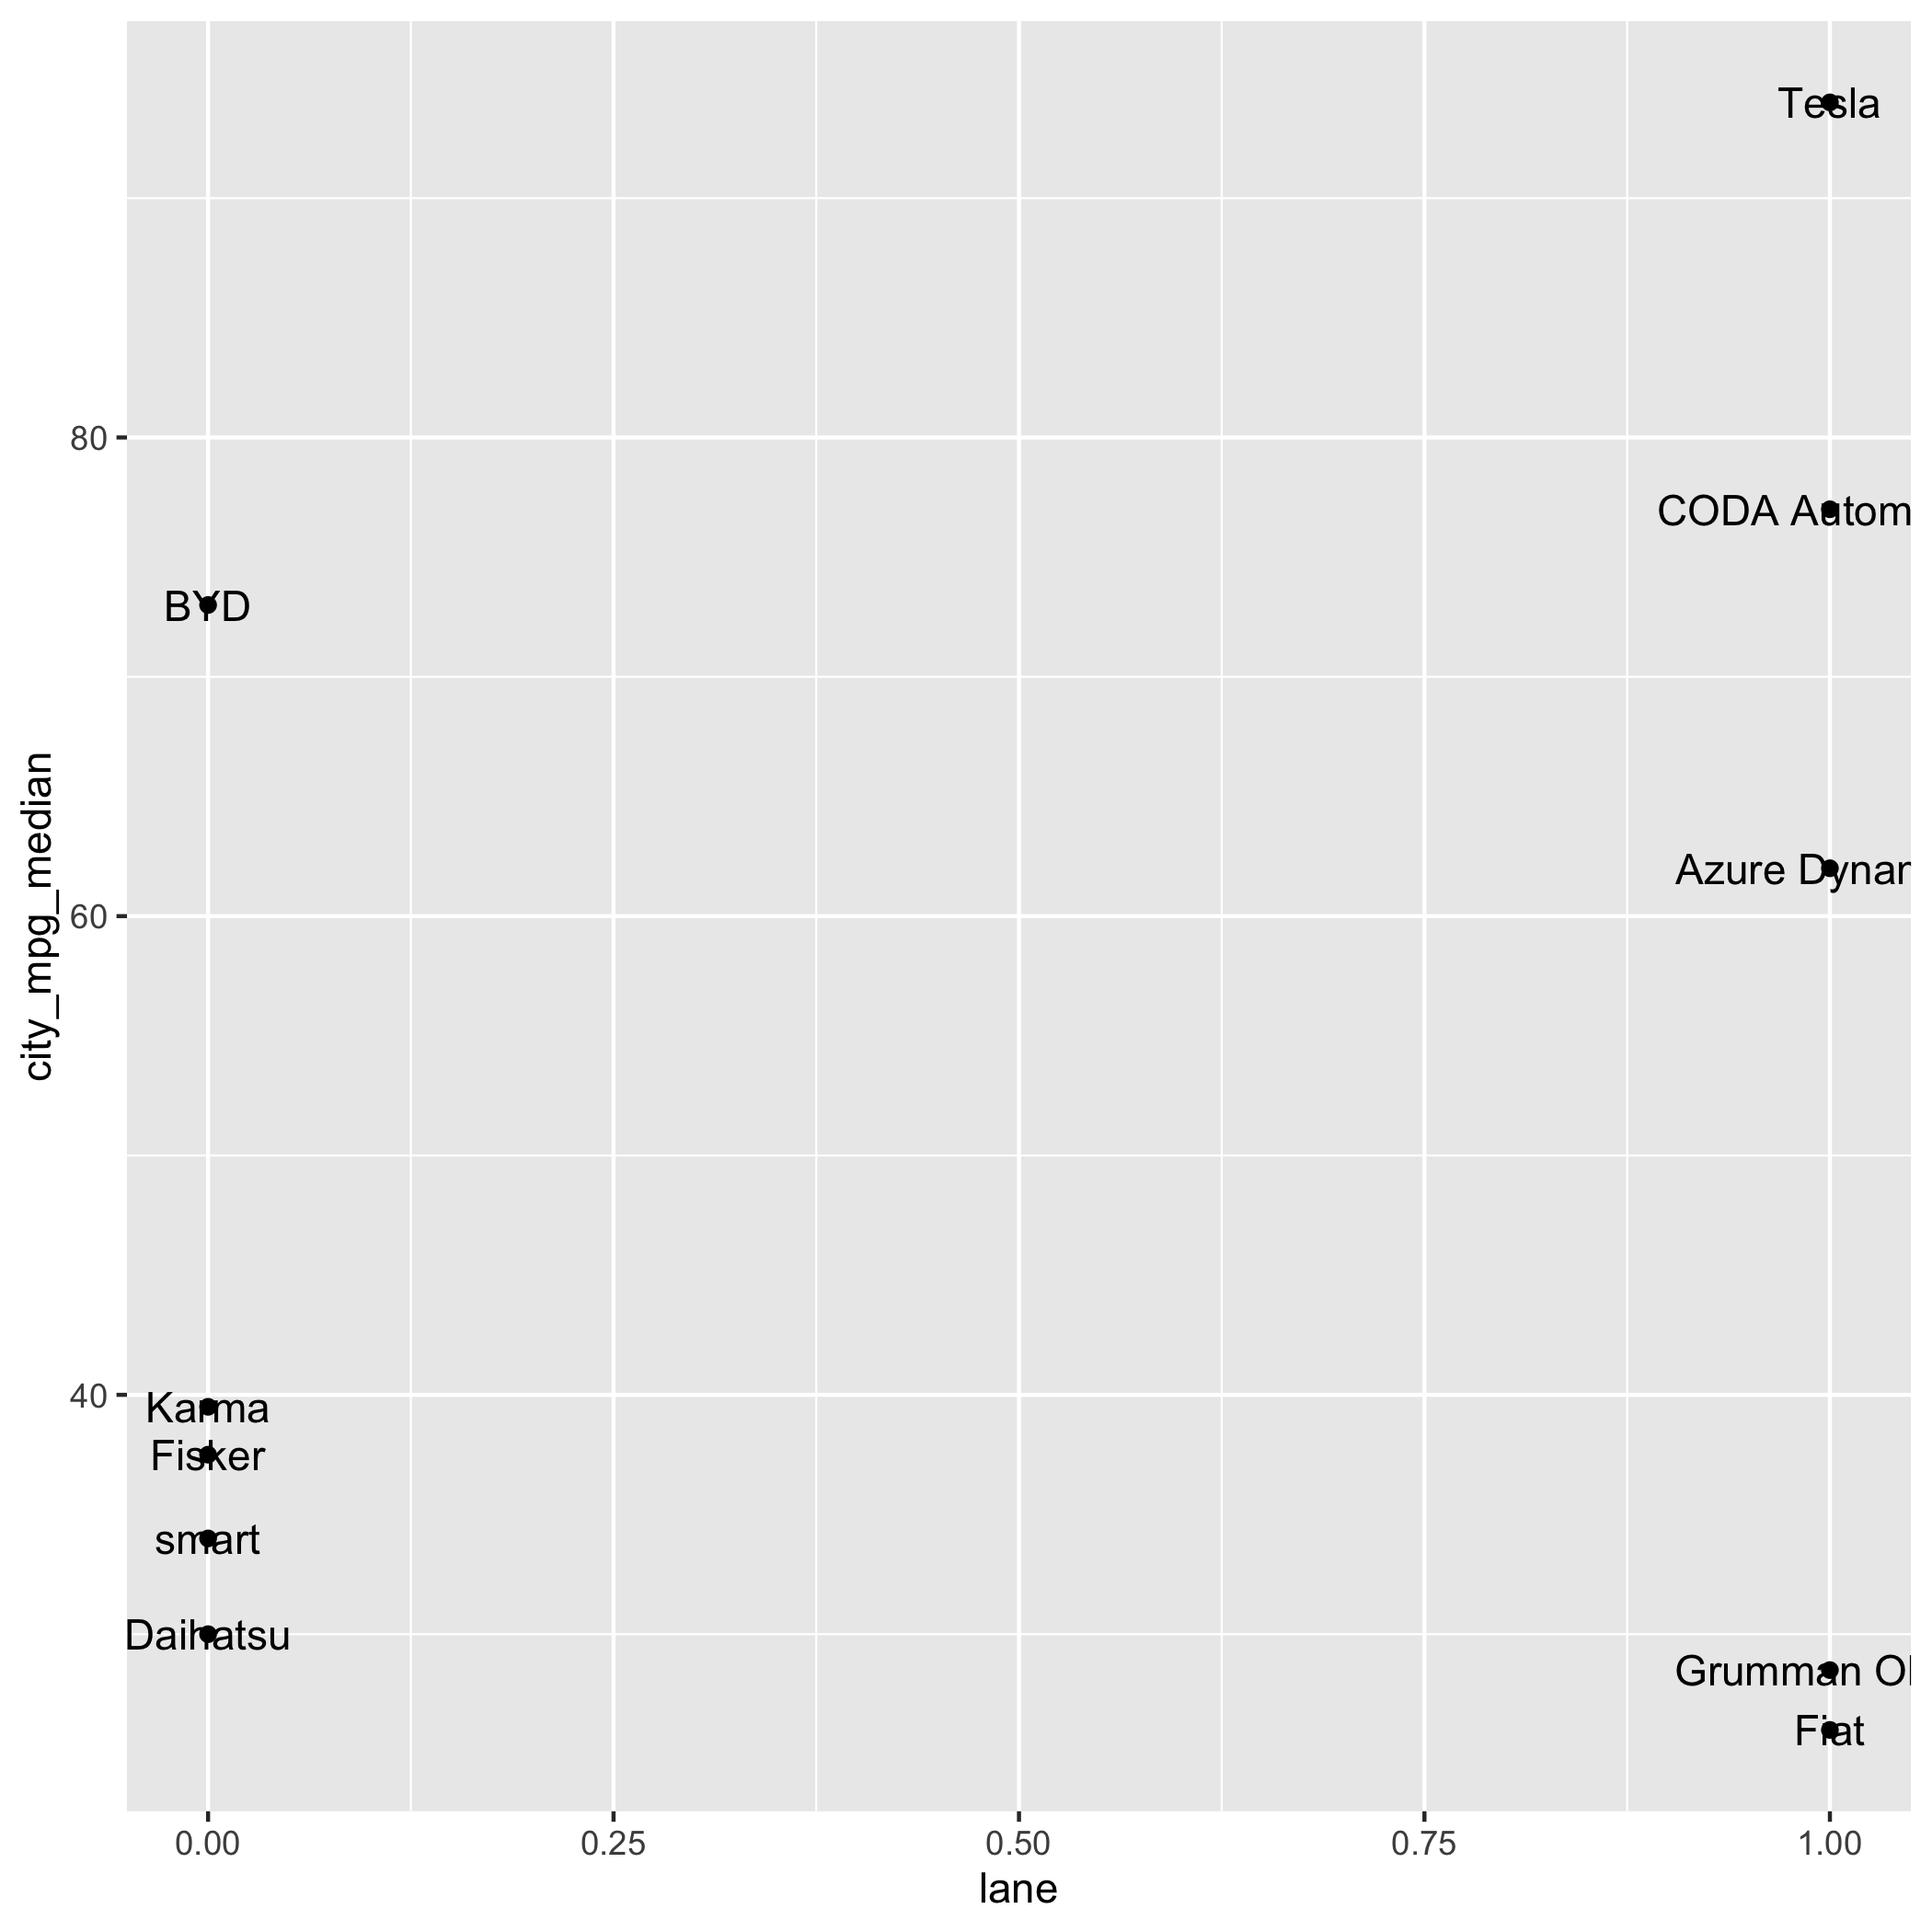 Tesla
80
CODA Autom
BYD
Azure Dynan
60
city_mpg_median
40
Karma
Fisker
smart
Daihatsu
Grumman Ol
Fiat
0.00 0.25 0.50 0.75 1.00
lane